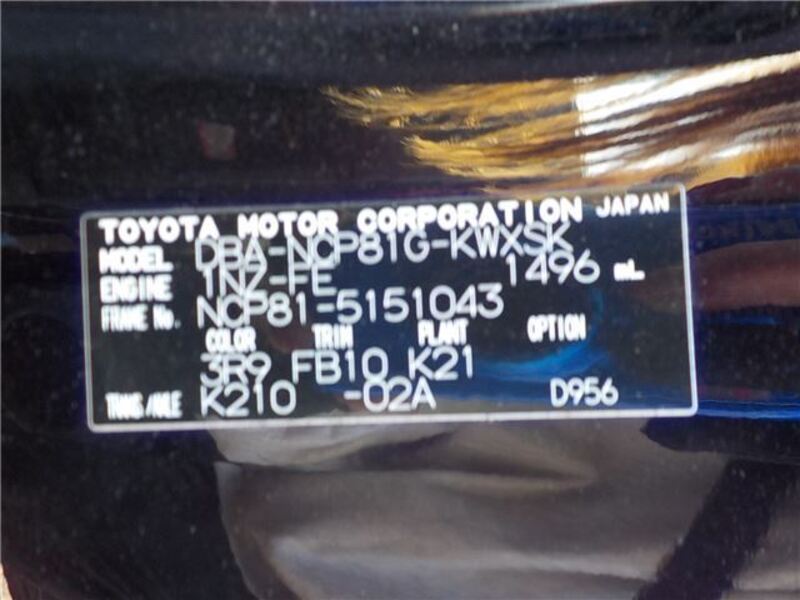 TOYOTA MOTOR CORPORATION JAPAN
MODEL DBA-NCP81G-KWXSK
ENGINE 1NZ-FE 1496 mL
FRAME No. NCP81-5151043
COLOR TRIM PLANT OPTION
3R9 FB10 K21
TRANS/AXLE K210 -02A D956